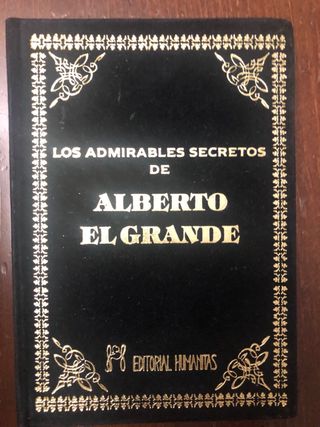 LOS ADMIRABLES SECRETOS
DE
ALBERTO
EL GRANDE
EDITORIAL HUMANITAS